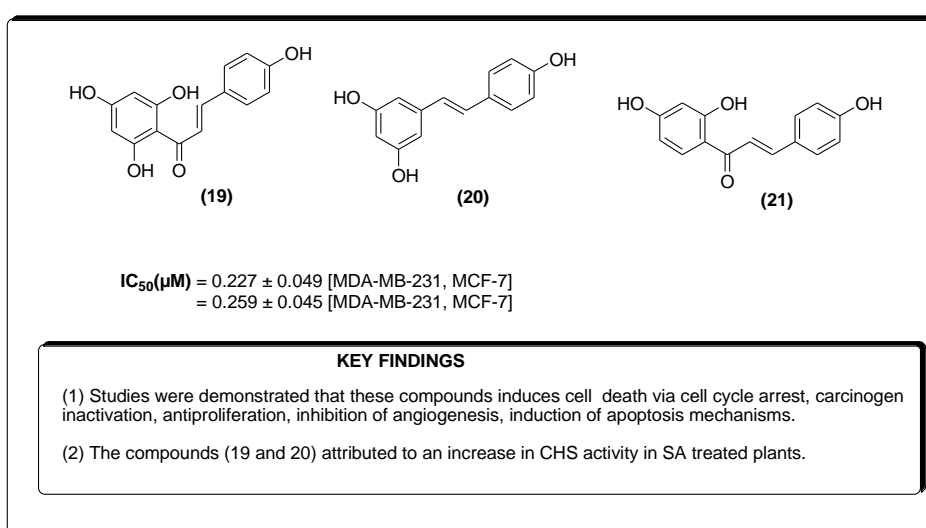 OH
HO
OH
OH
O
(19)
OH
HO
OH
(20)
HO
OH
OH
O
(21)
IC50(µM) = 0.227 ± 0.049 [MDA-MB-231, MCF-7]
= 0.259 ± 0.045 [MDA-MB-231, MCF-7]
KEY FINDINGS
(1) Studies were demonstrated that these compounds induces cell death via cell cycle arrest, carcinogen
inactivation, antiproliferation, inhibition of angiogenesis, induction of apoptosis mechanisms.
(2) The compounds (19 and 20) attributed to an increase in CHS activity in SA treated plants.